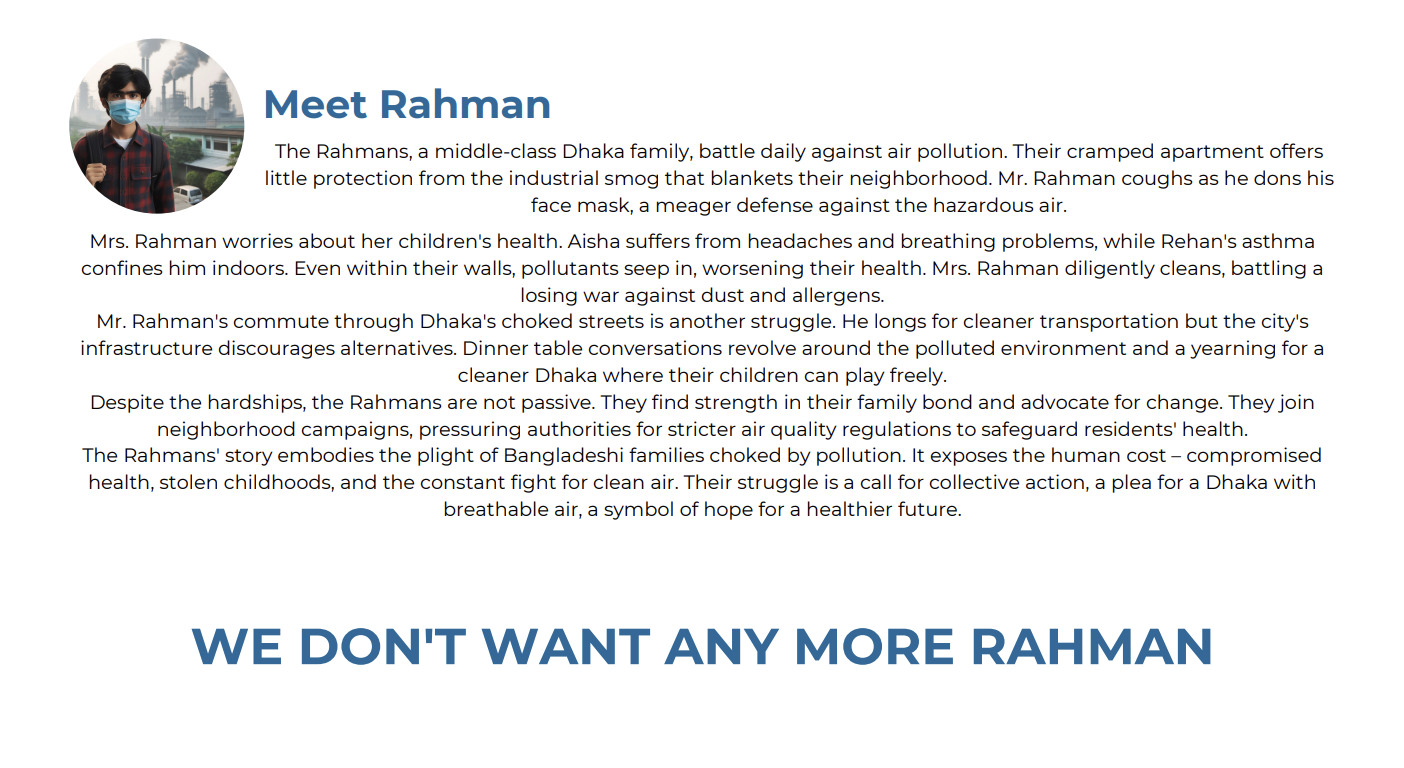 Meet Rahman
The Rahmans, a middle-class Dhaka family, battle daily against air pollution. Their cramped apartment offers
little protection from the industrial smog that blankets their neighborhood. Mr. Rahman coughs as he dons his
face mask, a meager defense against the hazardous air.
Mrs. Rahman worries about her children's health. Aisha suffers from headaches and breathing problems, while Rehan's asthma
confines him indoors. Even within their walls, pollutants seep in, worsening their health. Mrs. Rahman diligently cleans, battling a
losing war against dust and allergens.
Mr. Rahman's commute through Dhaka's choked streets is another struggle. He longs for cleaner transportation but the city's
infrastructure discourages alternatives. Dinner table conversations revolve around the polluted environment and a yearning for a
cleaner Dhaka where their children can play freely.
Despite the hardships, the Rahmans are not passive. They find strength in their family bond and advocate for change. They join
neighborhood campaigns, pressuring authorities for stricter air quality regulations to safeguard residents' health.
The Rahmans' story embodies the plight of Bangladeshi families choked by pollution. It exposes the human cost – compromised
health, stolen childhoods, and the constant fight for clean air. Their struggle is a call for collective action, a plea for a Dhaka with
breathable air, a symbol of hope for a healthier future.
WE DON'T WANT ANY MORE RAHMAN